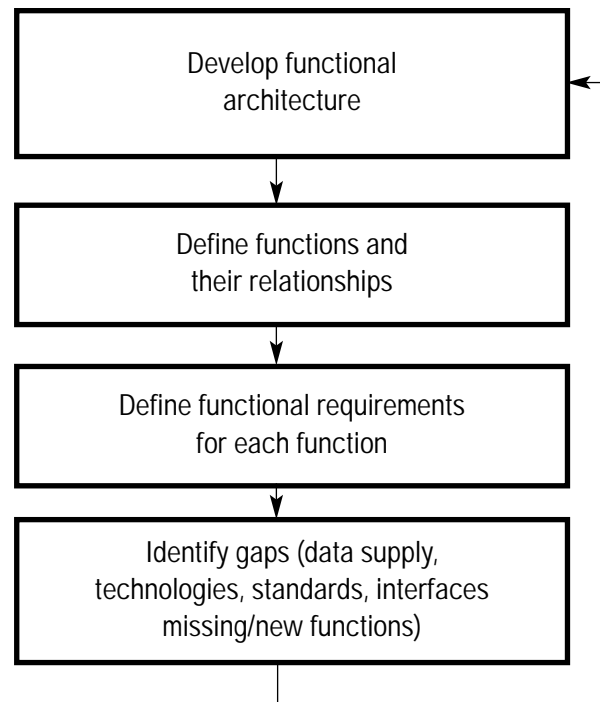 Develop functional
architecture
Define functions and
their relationships
Define functional requirements
for each function
Identify gaps (data supply,
technologies, standards, interfaces
missing/new functions)